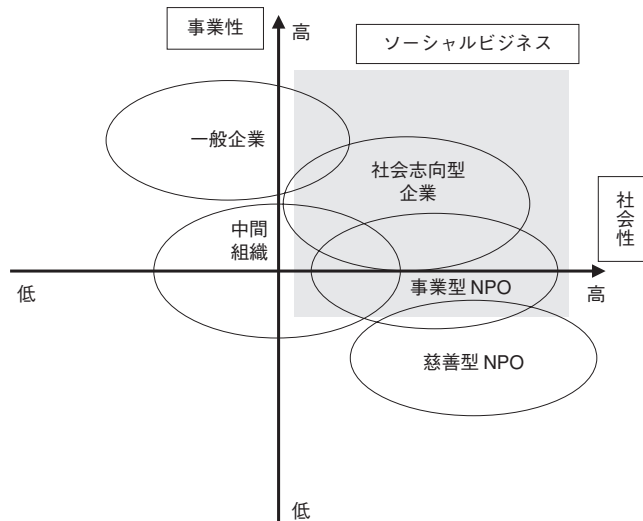 事業性
高
ソーシャルビジネス
一般企業
社会志向型
企業
社会性
中間
組織
低
事業型 NPO
高
慈善型 NPO
低